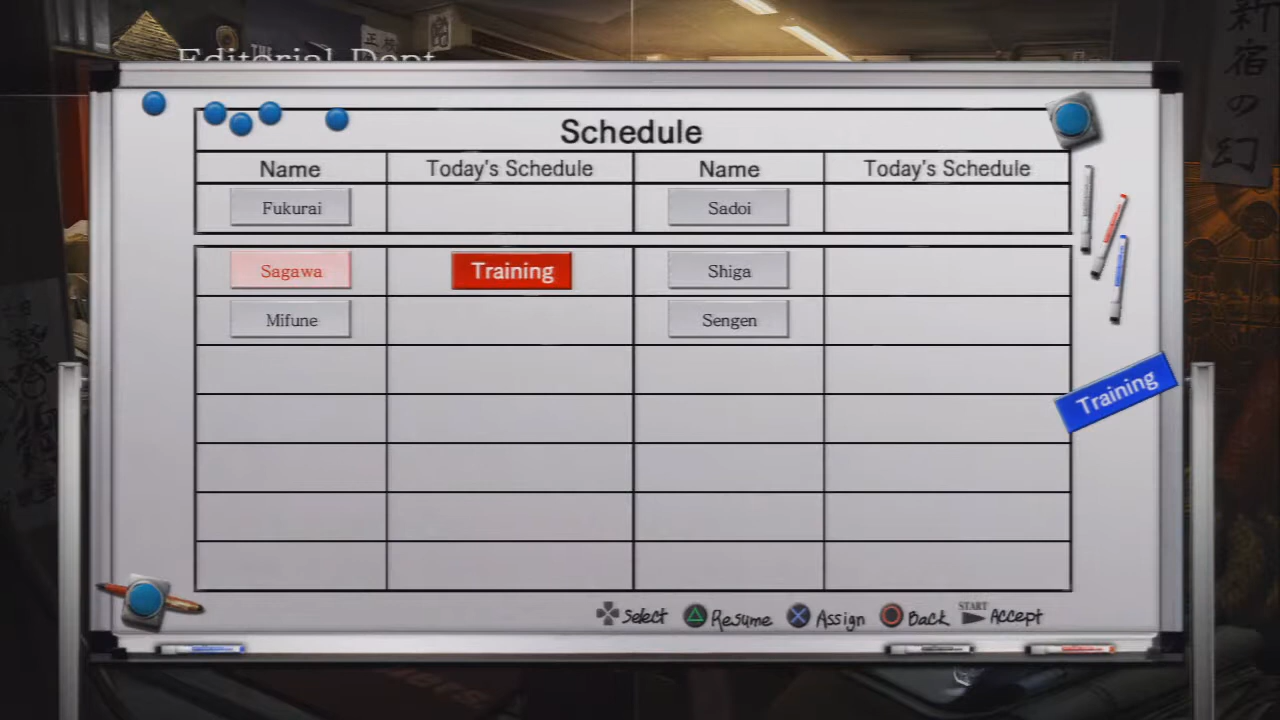 Editorial Dept.
Schedule
Name Today's Schedule Name Today's Schedule
Fukurai Sadoi
Sagawa Training Shiga
Mifune Sengen
Training
Select Resume Assign Back START Accept
新宿の幻